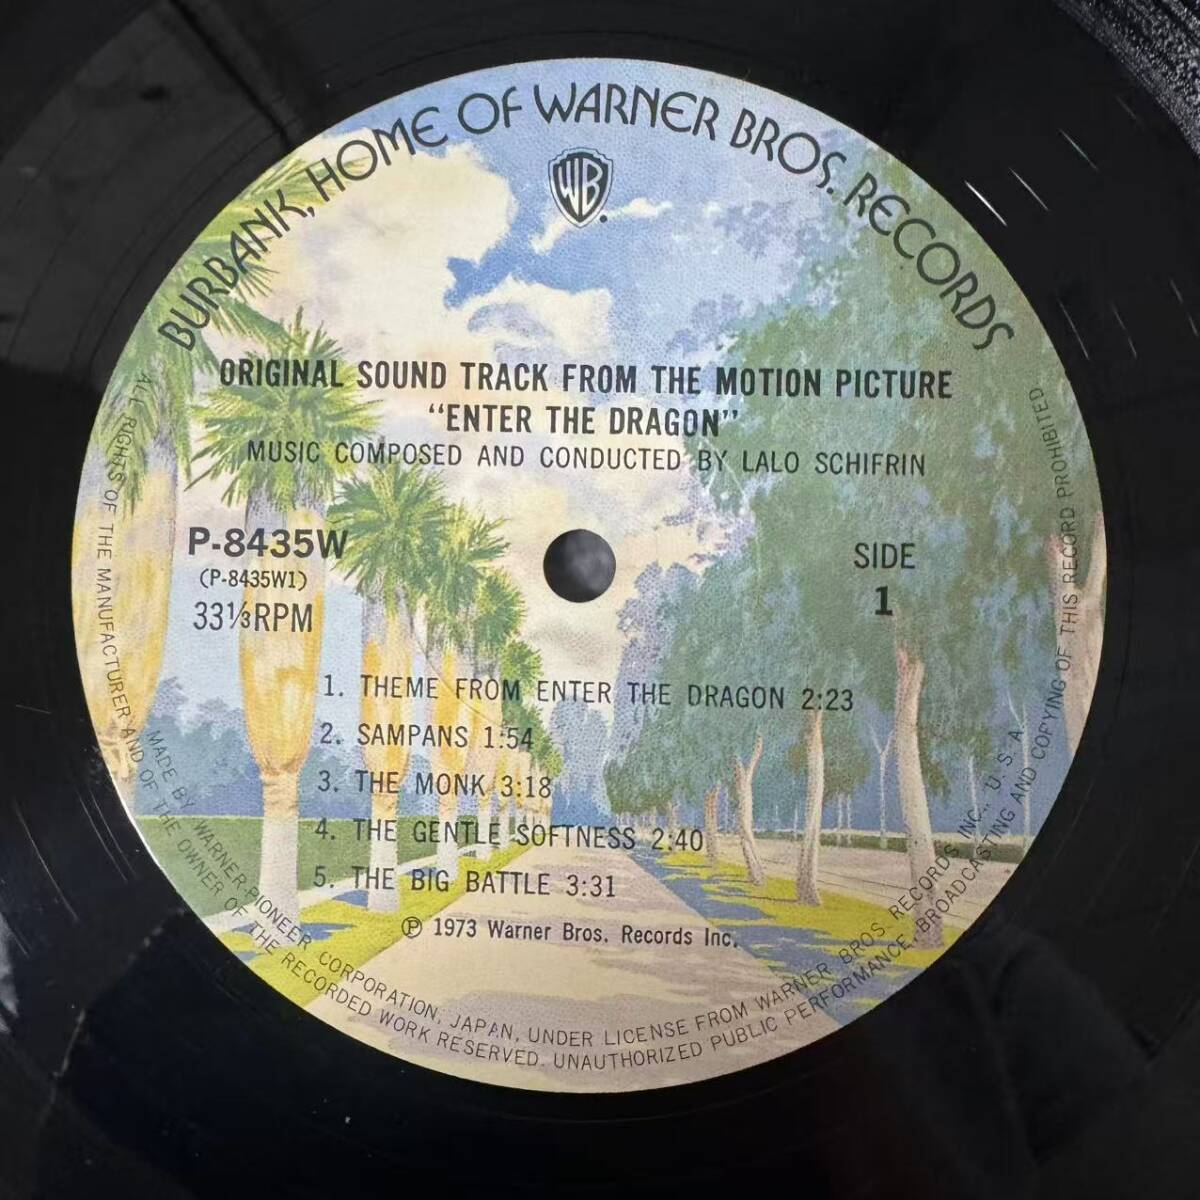 BURBANK, HOME OF WARNER BROS. RECORDS
WB
ORIGINAL SOUND TRACK FROM THE MOTION PICTURE
"ENTER THE DRAGON"
MUSIC COMPOSED AND CONDUCTED BY LALO SCHIFRIN
P-8435W
(P-8435W1)
33⅓RPM
SIDE
1
1. THEME FROM ENTER THE DRAGON 2:23
2. SAMPANS 1:54
3. THE MONK 3:18
4. THE GENTLE SOFTNESS 2:40
5. THE BIG BATTLE 3:31
Ⓟ 1973 Warner Bros. Records Inc.
MADE BY WARNER-PIONEER CORPORATION, JAPAN, UNDER LICENSE FROM WARNER BROS. RECORDS INC., U.S.A.
ALL RIGHTS OF THE MANUFACTURER AND OF THE OWNER OF THE RECORDED WORK RESERVED. UNAUTHORIZED PUBLIC PERFORMANCE, BROADCASTING AND COPYING OF THIS RECORD PROHIBITED